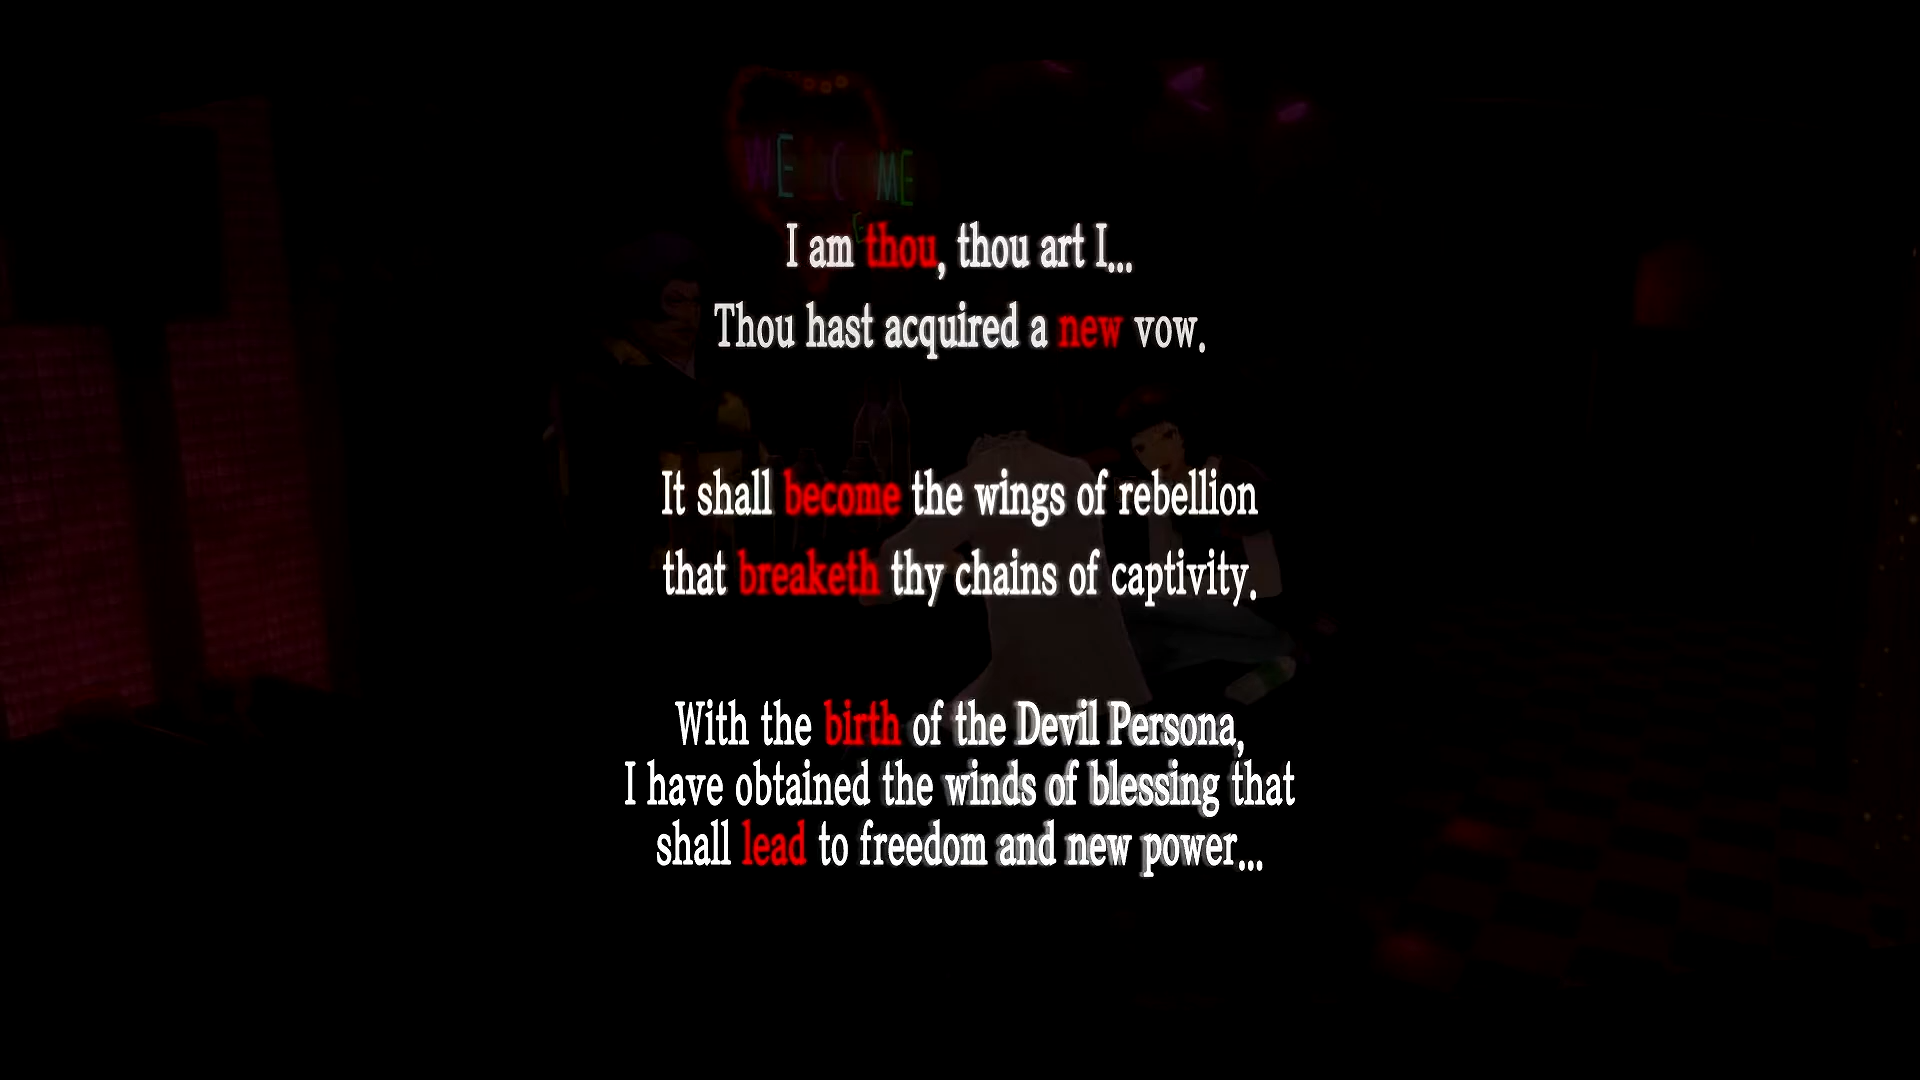 WE C ME
I am thou, thou art I...
Thou hast acquired a new vow.
It shall become the wings of rebellion
that breaketh thy chains of captivity.
With the birth of the Devil Persona,
I have obtained the winds of blessing that
shall lead to freedom and new power...